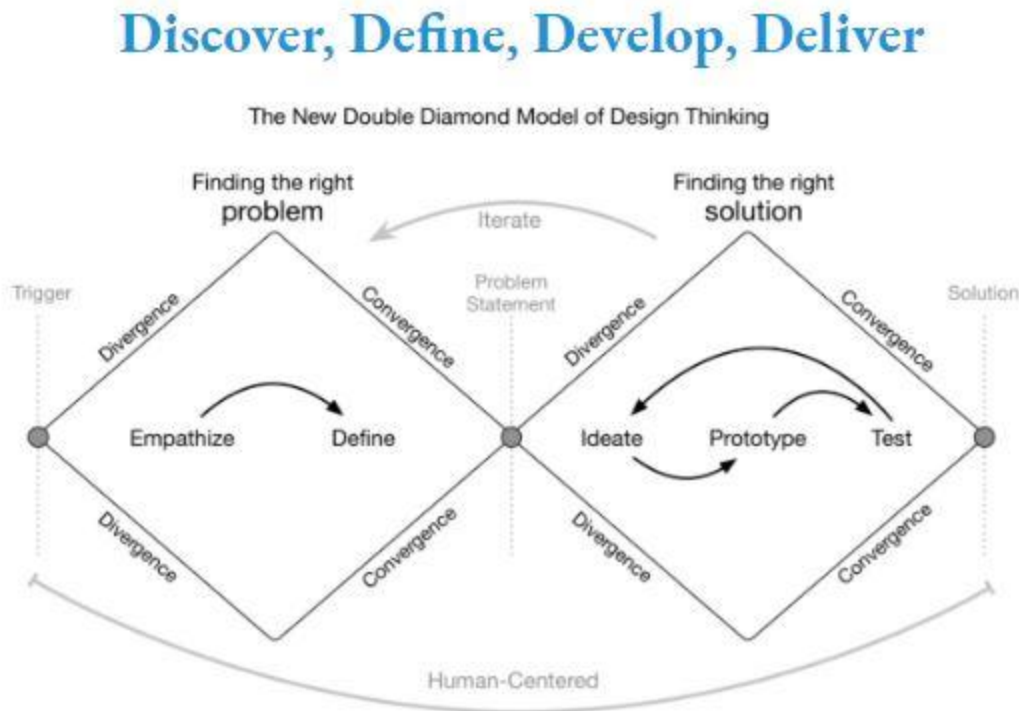 Discover, Define, Develop, Deliver
The New Double Diamond Model of Design Thinking
Finding the right
problem
Finding the right
solution
Iterate
Trigger
Problem
Statement
Solution
Divergence
Convergence
Divergence
Convergence
Empathize
Define
Ideate
Prototype
Test
Divergence
Convergence
Divergence
Convergence
Human-Centered